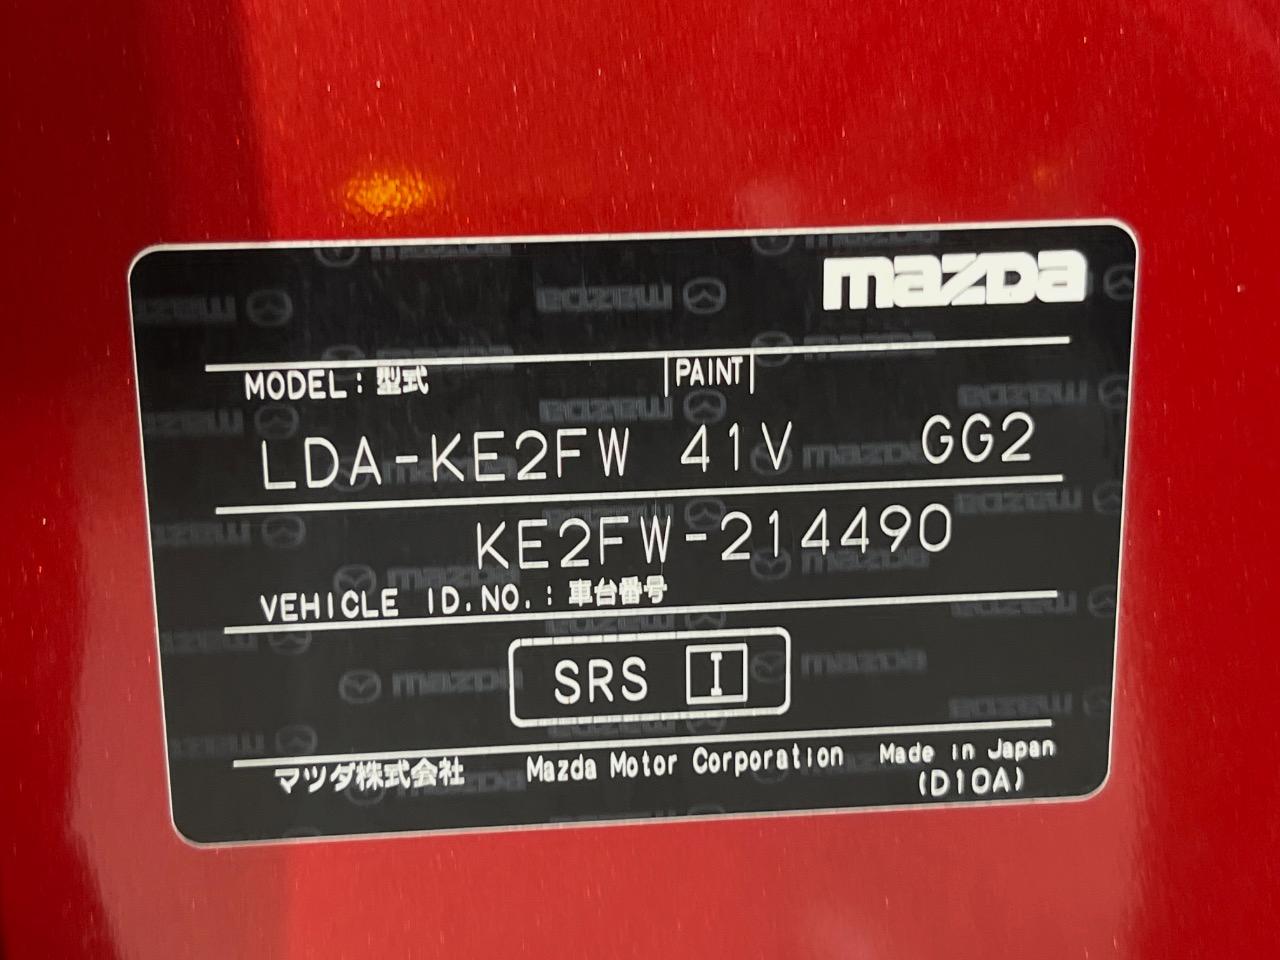 mazda
MODEL: 型式 PAINT
LDA-KE2FW 41V GG2
KE2FW-214490
VEHICLE ID.NO.: 車台番号
SRS I
マツダ株式会社 Mazda Motor Corporation Made in Japan
(D10A)